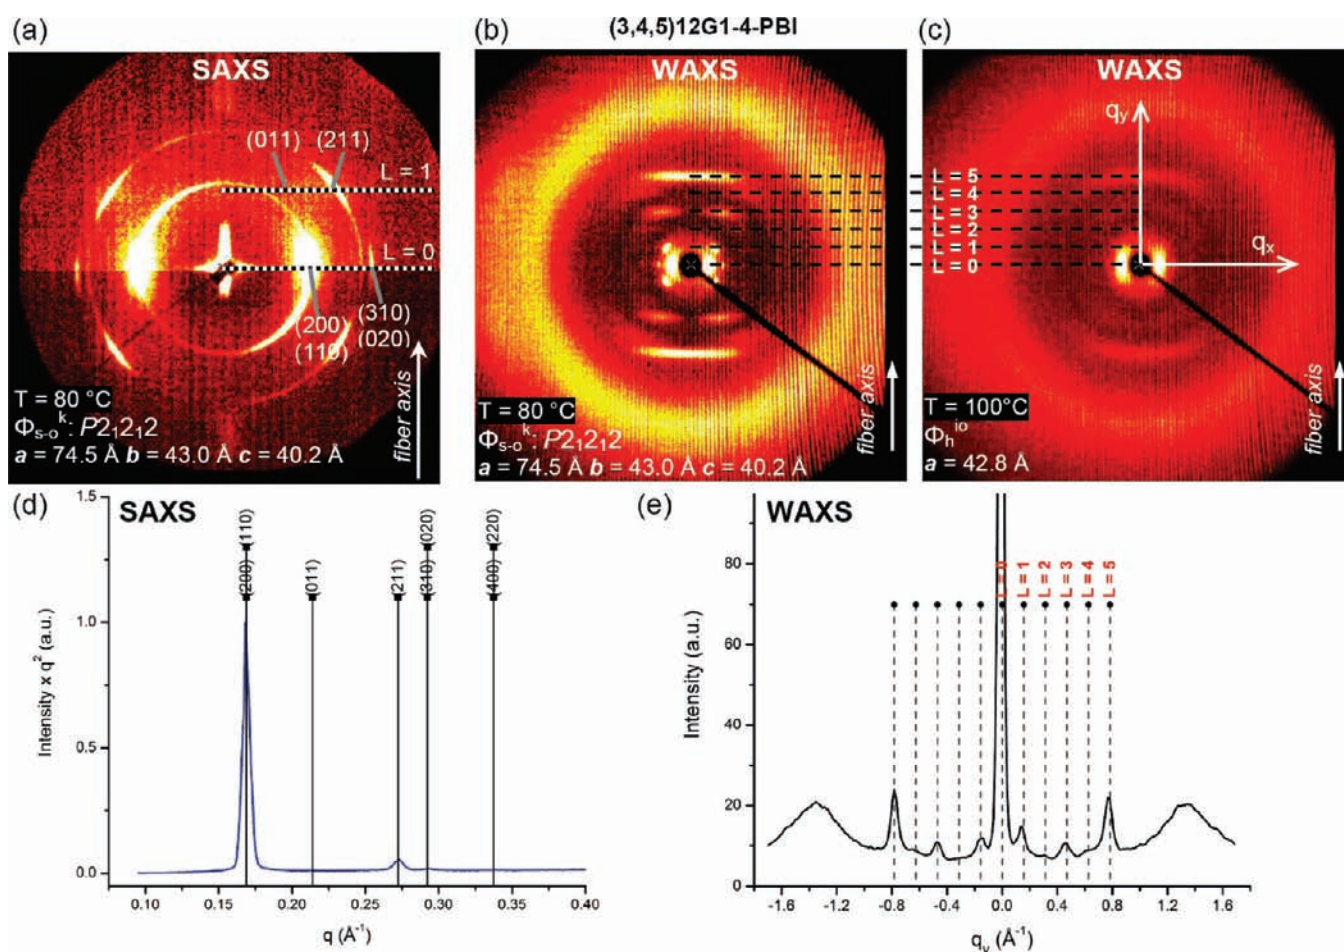 (a)
SAXS
(011)
(211)
L = 1
L = 0
(200)
(110)
(310)
(020)
T = 80 °C
Φs-o^k: P2₁2₁2
a = 74.5 Å b = 43.0 Å c = 40.2 Å
fiber axis
(3,4,5)12G1-4-PBI
(b)
WAXS
T = 80 °C
Φs-o^k: P2₁2₁2
a = 74.5 Å b = 43.0 Å c = 40.2 Å
fiber axis
(c)
WAXS
qy
qx
L = 5
L = 4
L = 3
L = 2
L = 1
L = 0
T = 100°C
Φh^io
a = 42.8 Å
fiber axis
(d)
SAXS
1.5
1.0
0.5
0.0
Intensity x q² (a.u.)
(200) (110)
(011)
(211)
(310) (020)
(400) (220)
0.10 0.15 0.20 0.25 0.30 0.35 0.40
q (Å⁻¹)
(e)
WAXS
80
60
40
20
0
Intensity (a.u.)
L=0
L=1
L=2
L=3
L=4
L=5
-1.6 -1.2 -0.8 -0.4 0.0 0.4 0.8 1.2 1.6
qy (Å⁻¹)